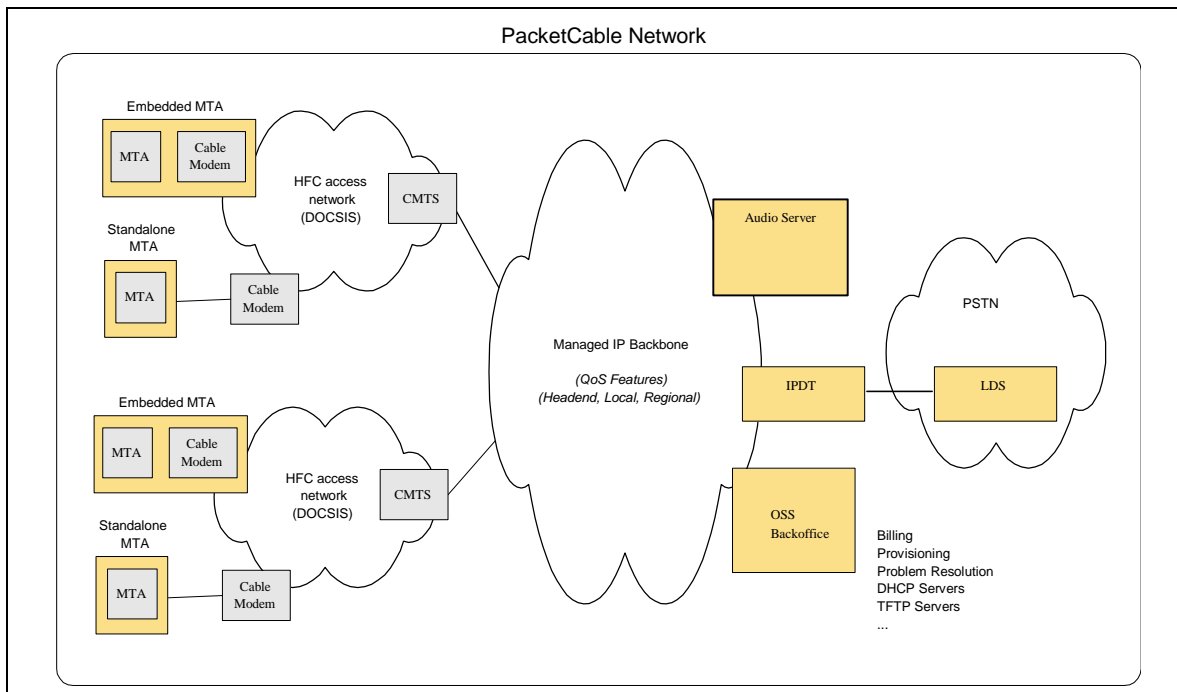 PacketCable Network
Embedded MTA
MTA
Cable
Modem
HFC access
network
(DOCSIS)
CMTS
Standalone
MTA
MTA
Cable
Modem
Audio Server
PSTN
Managed IP Backbone
(QoS Features)
(Headend, Local, Regional)
IPDT
LDS
Embedded MTA
MTA
Cable
Modem
HFC access
network
(DOCSIS)
CMTS
Standalone
MTA
MTA
Cable
Modem
OSS
Backoffice
Billing
Provisioning
Problem Resolution
DHCP Servers
TFTP Servers
...